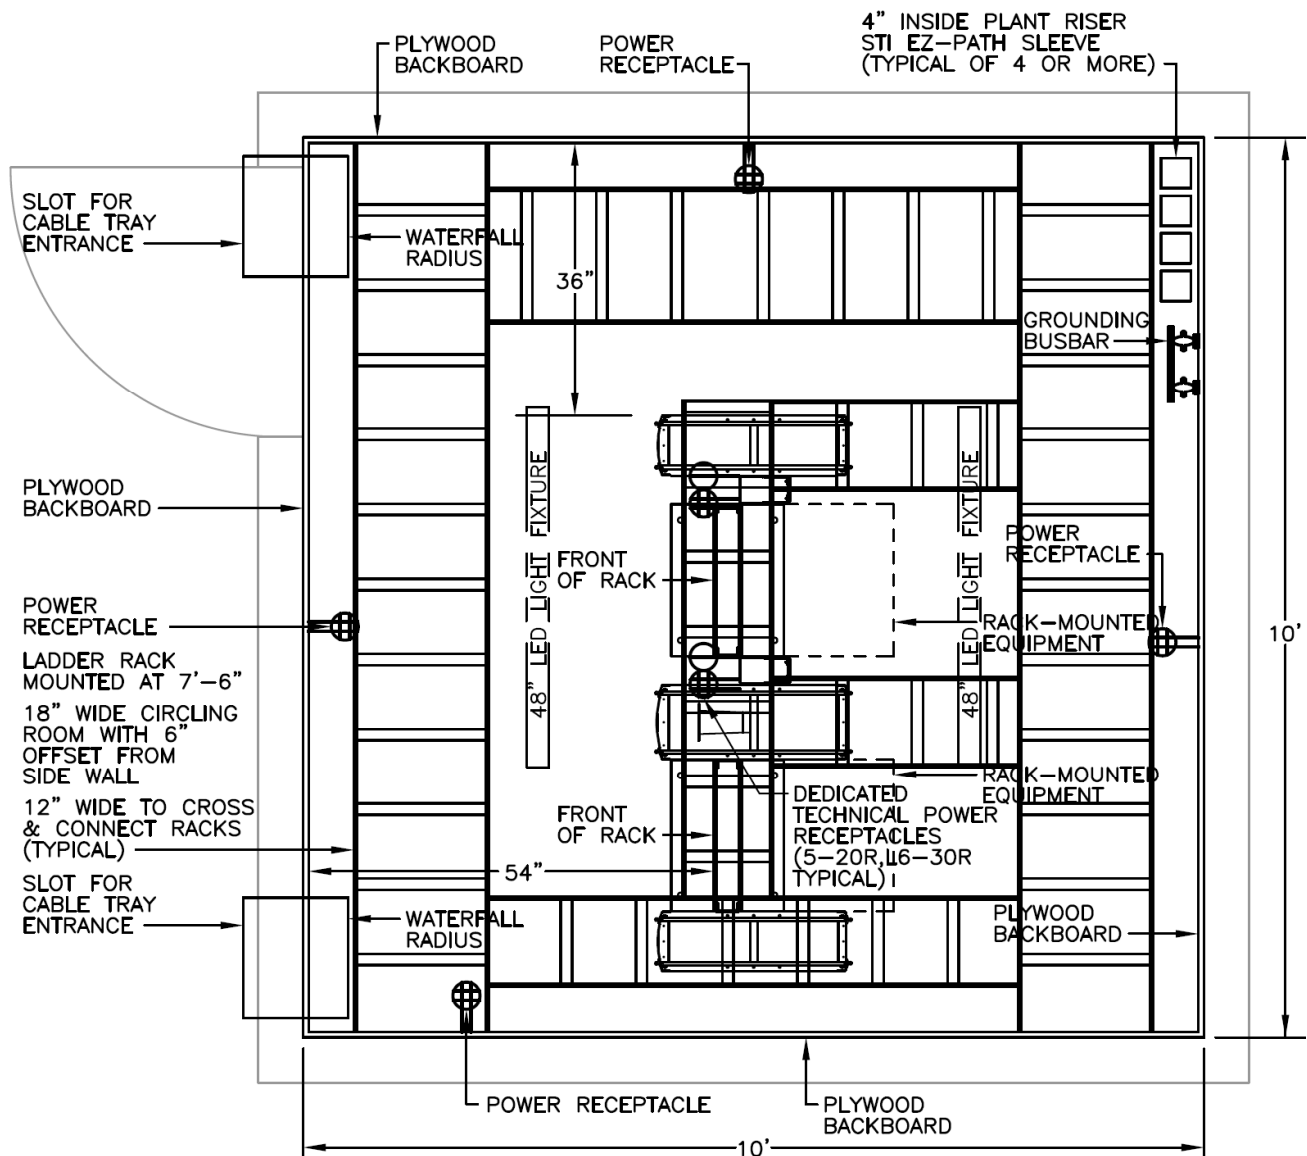 4" INSIDE PLANT RISER
STI EZ-PATH SLEEVE
(TYPICAL OF 4 OR MORE)
PLYWOOD
BACKBOARD
POWER
RECEPTACLE
SLOT FOR
CABLE TRAY
ENTRANCE
WATERFALL
RADIUS
36"
GROUNDING
BUSBAR
PLYWOOD
BACKBOARD
48" LED LIGHT FIXTURE
48" LED LIGHT FIXTURE
FRONT
OF RACK
POWER
RECEPTACLE
POWER
RECEPTACLE
RACK-MOUNTED
EQUIPMENT
10'
LADDER RACK
MOUNTED AT 7'-6"
18" WIDE CIRCLING
ROOM WITH 6"
OFFSET FROM
SIDE WALL
12" WIDE TO CROSS
& CONNECT RACKS
(TYPICAL)
RACK-MOUNTED
EQUIPMENT
FRONT
OF RACK
DEDICATED
TECHNICAL POWER
RECEPTACLES
(5-20R, L6-30R
TYPICAL)
54"
SLOT FOR
CABLE TRAY
ENTRANCE
WATERFALL
RADIUS
PLYWOOD
BACKBOARD
POWER RECEPTACLE
PLYWOOD
BACKBOARD
10'